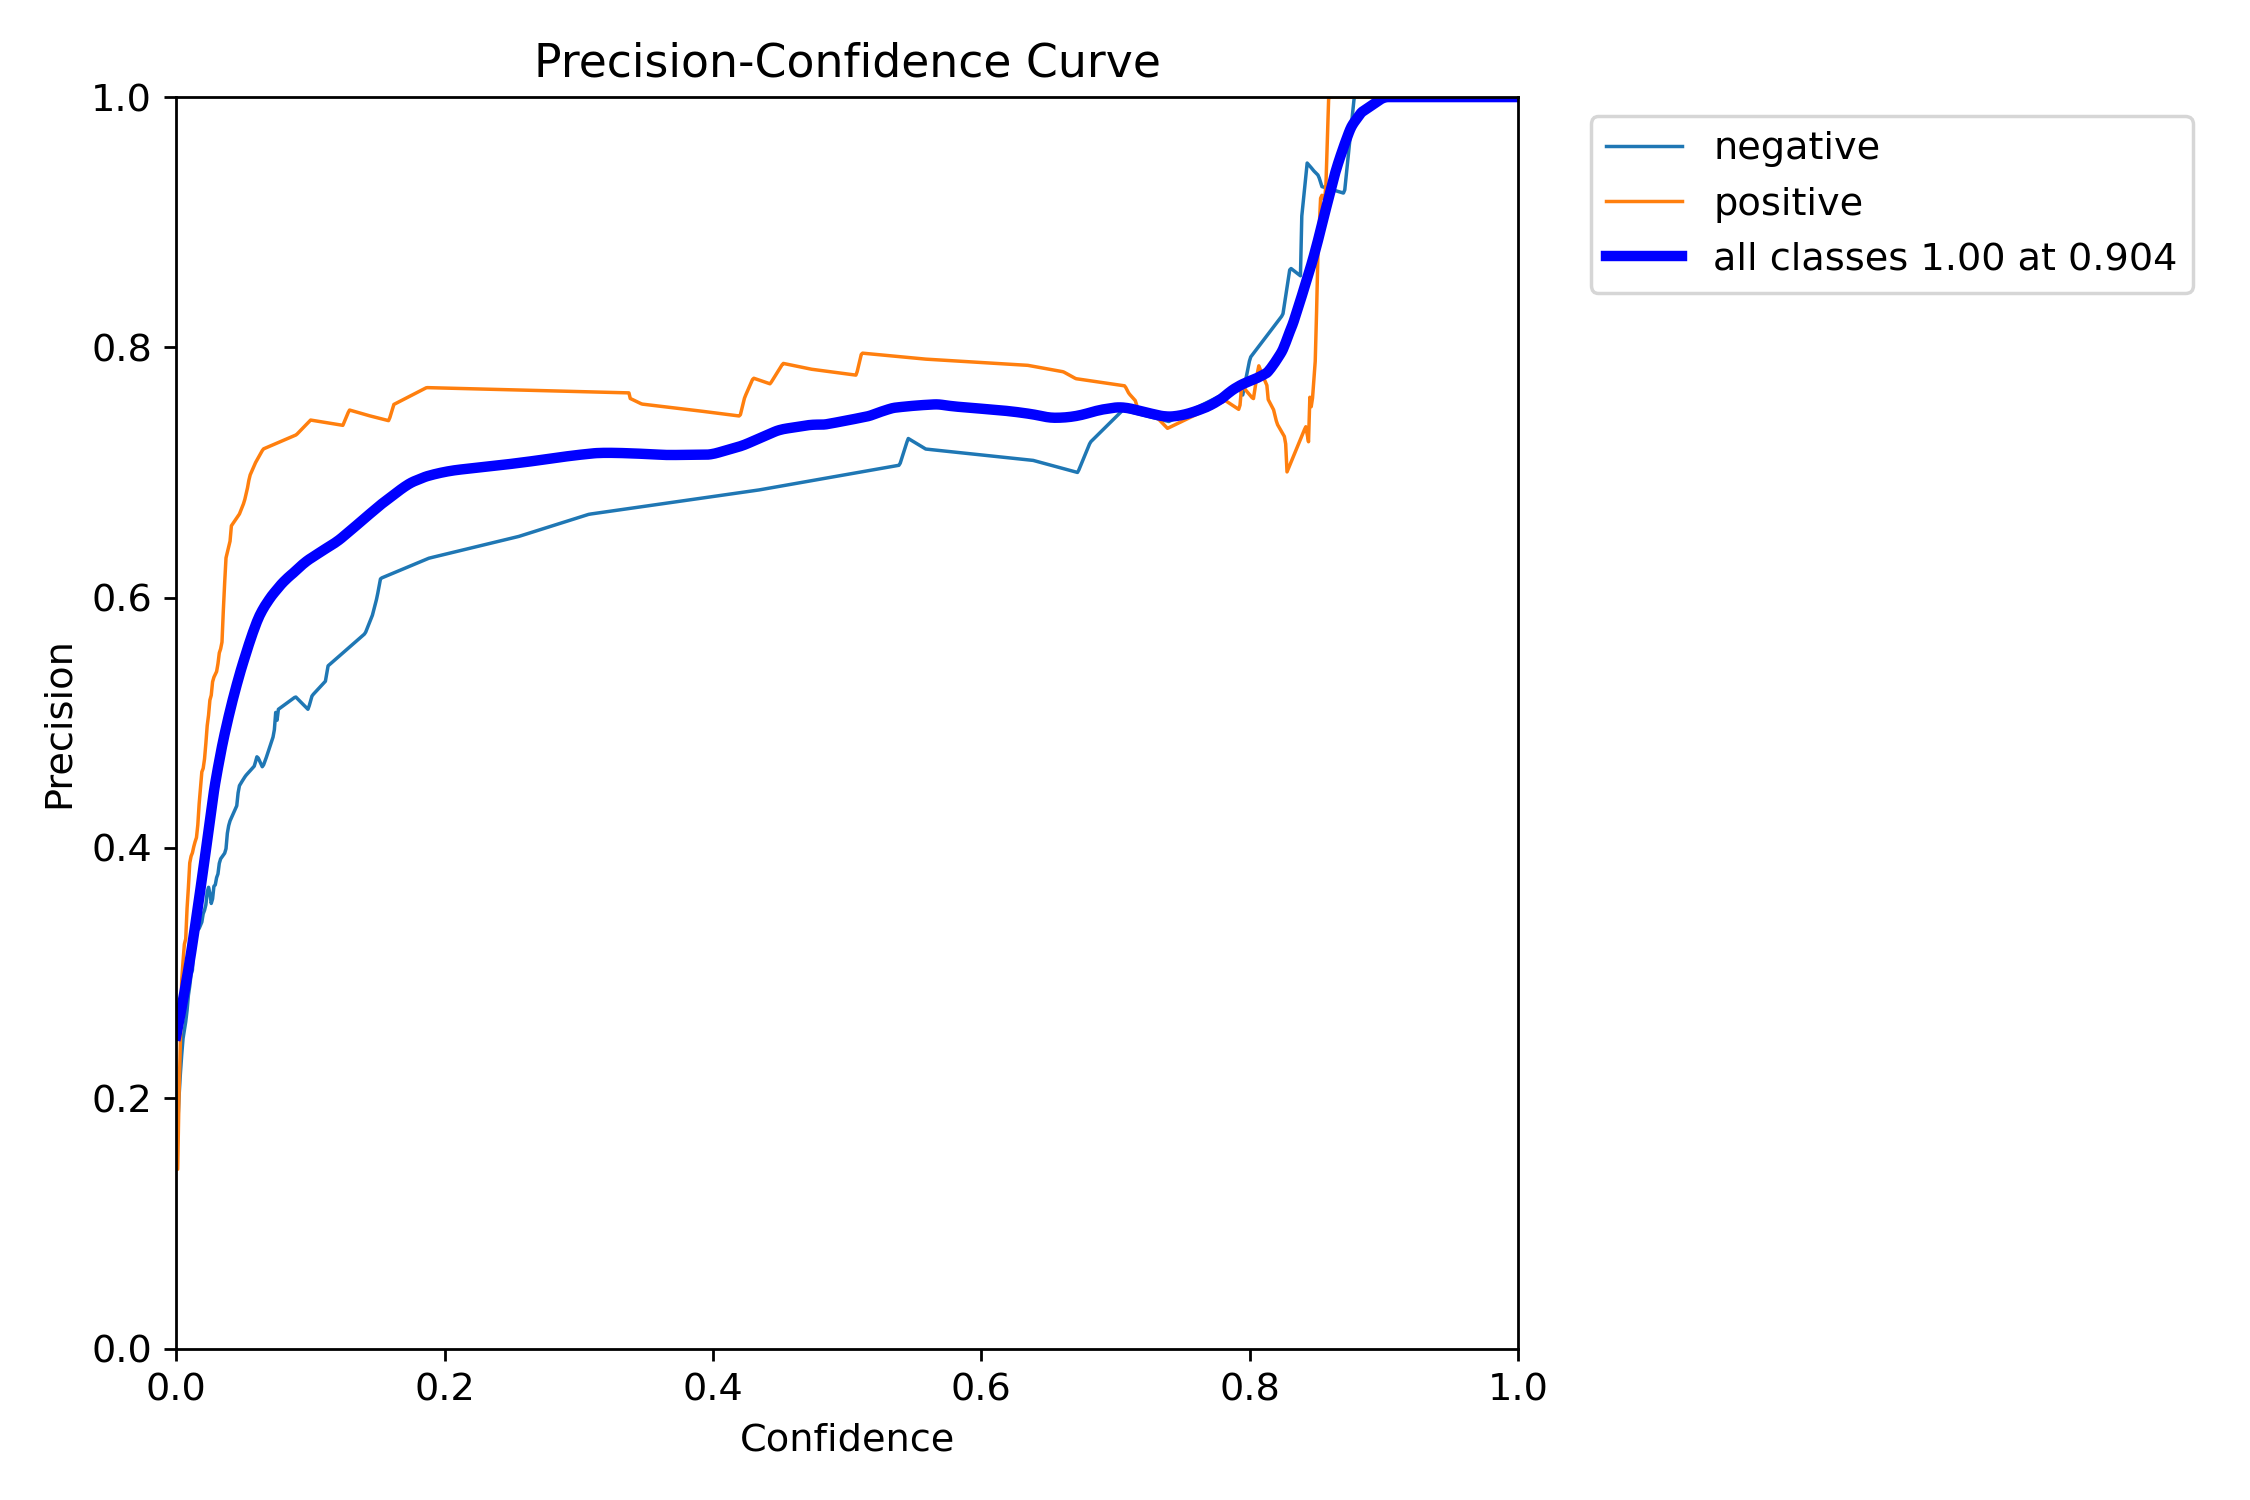 Precision-Confidence Curve
negative
positive
all classes 1.00 at 0.904
Precision
1.0
0.8
0.6
0.4
0.2
0.0
0.0 0.2 0.4 0.6 0.8 1.0
Confidence